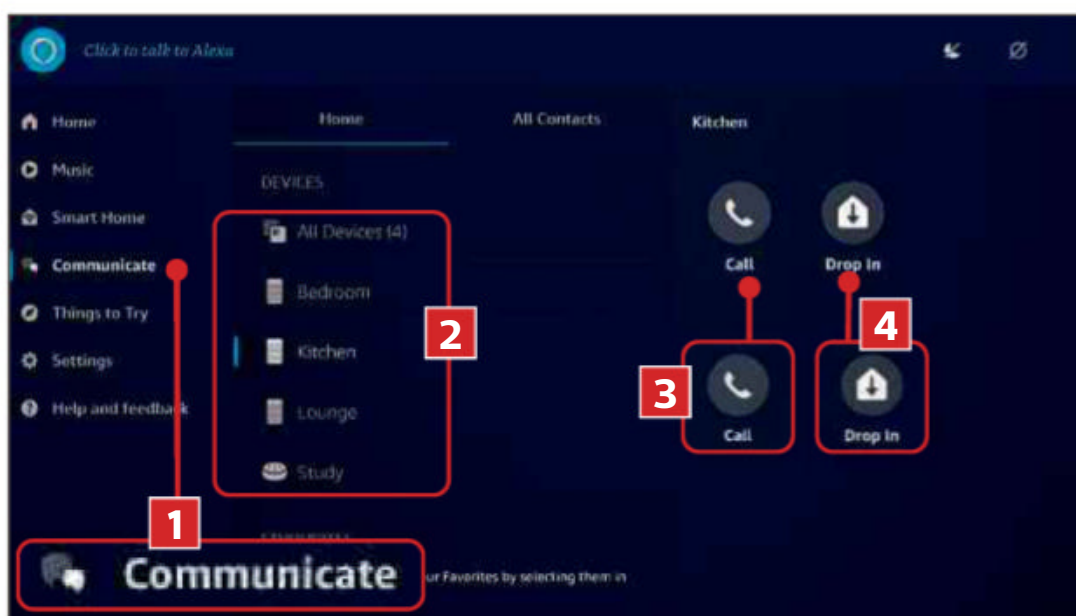 Click to talk to Alexa
Home
Music
Smart Home
Communicate
Things to Try
Settings
Help and feedback
Home
All Contacts
DEVICES
All Devices (4)
Bedroom
Kitchen
Lounge
Study
2
Kitchen
Call
Drop In
3
Call
4
Drop In
1
Communicate
ur Favorites by selecting them in